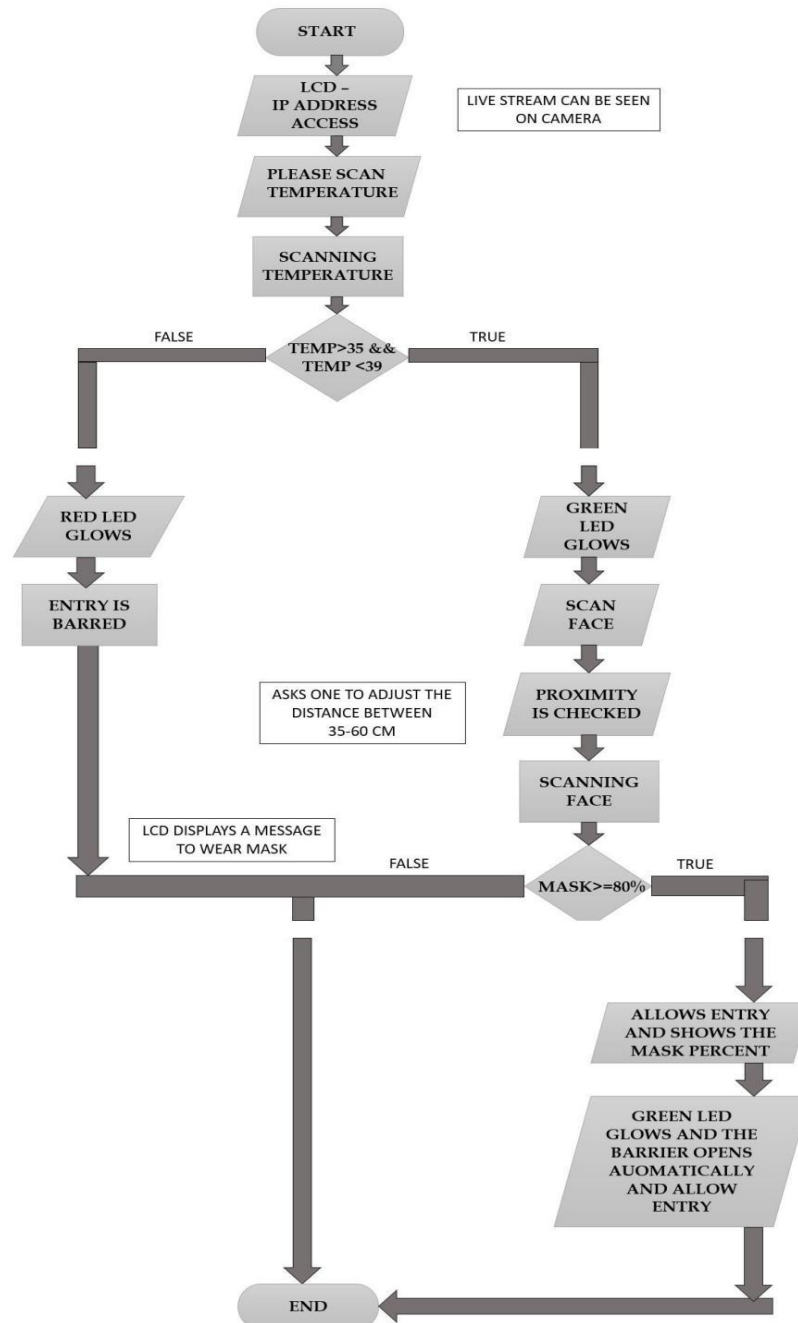 START
LCD –
IP ADDRESS
ACCESS
LIVE STREAM CAN BE SEEN
ON CAMERA
PLEASE SCAN
TEMPERATURE
SCANNING
TEMPERATURE
FALSE
TRUE
TEMP>35 &&
TEMP <39
RED LED
GLOWS
GREEN
LED
GLOWS
ENTRY IS
BARRED
SCAN
FACE
ASKS ONE TO ADJUST THE
DISTANCE BETWEEN
35-60 CM
PROXIMITY
IS CHECKED
SCANNING
FACE
LCD DISPLAYS A MESSAGE
TO WEAR MASK
FALSE
TRUE
MASK>=80%
ALLOWS ENTRY
AND SHOWS THE
MASK PERCENT
GREEN LED
GLOWS AND THE
BARRIER OPENS
AUOMATICALLY
AND ALLOW
ENTRY
END